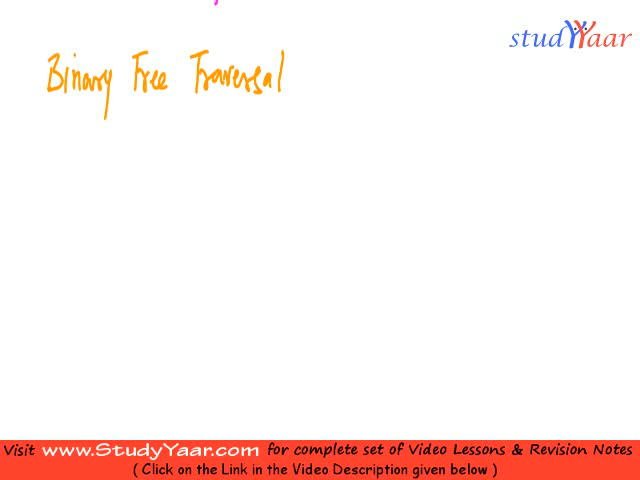 studYYaar
Binary Tree Traversal
Visit www.StudyYaar.com for complete set of Video Lessons & Revision Notes
( Click on the Link in the Video Description given below )